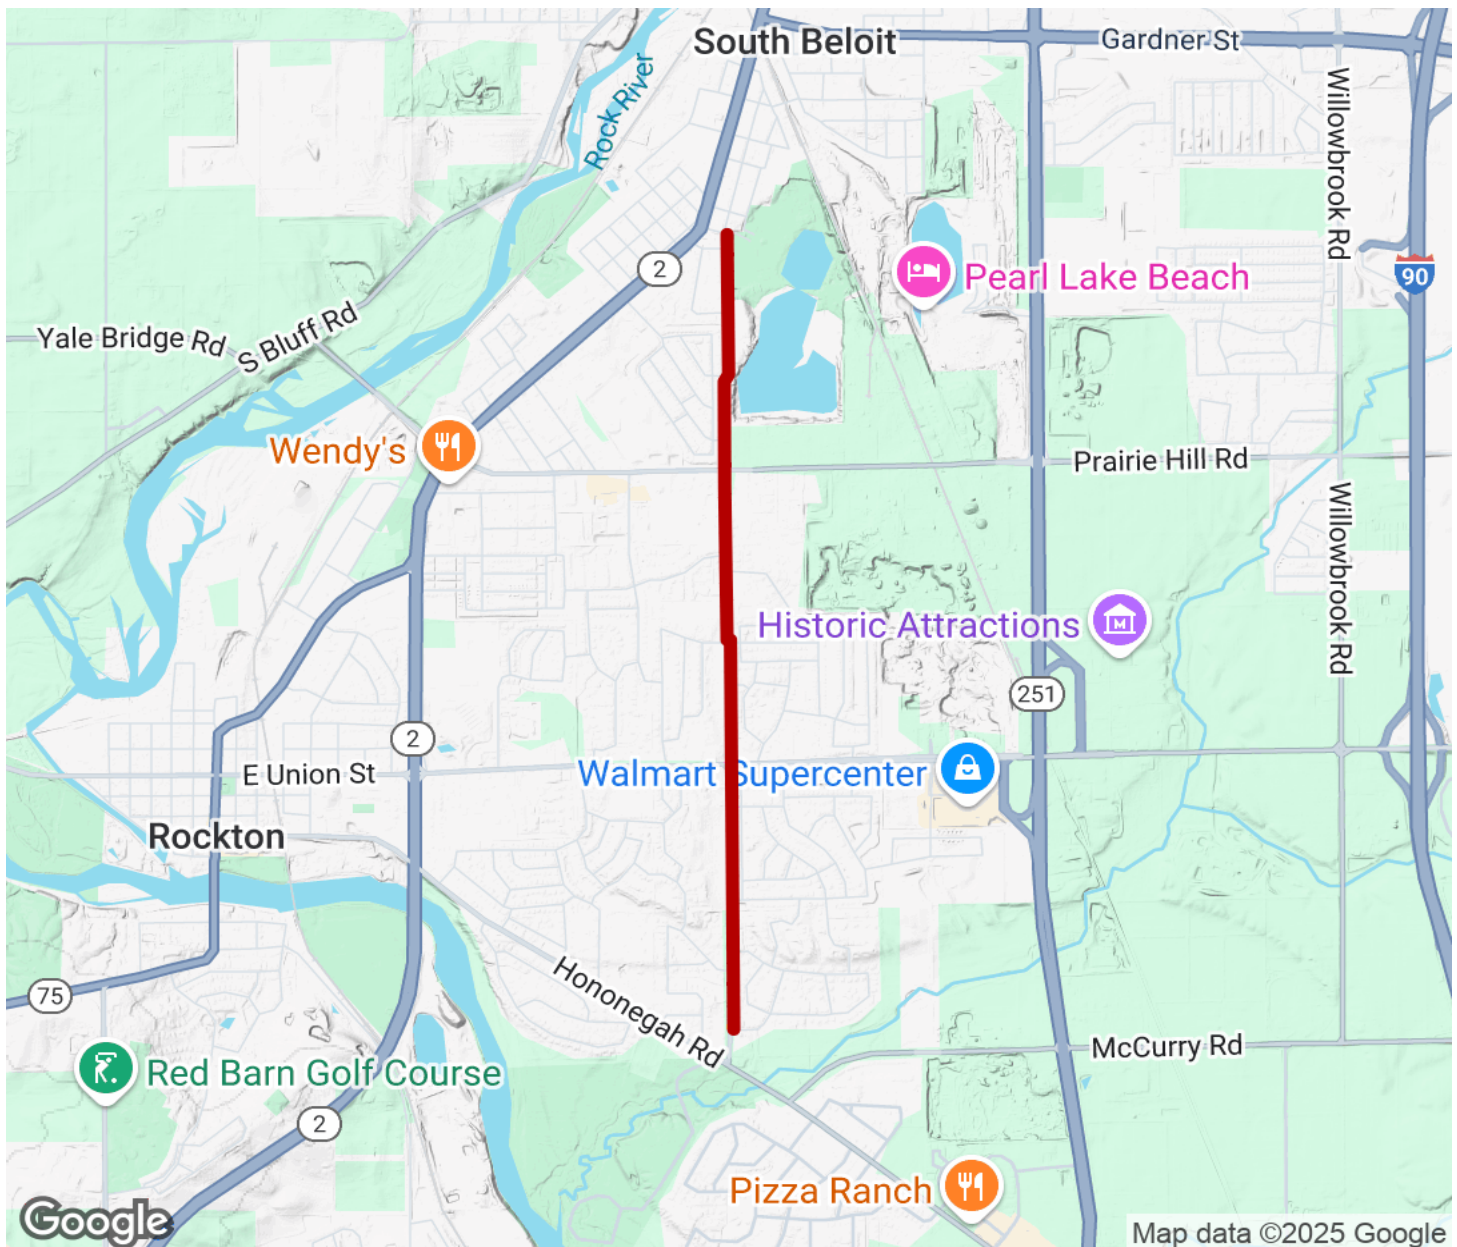 South Beloit
Gardner St
Rock River
Willowbrook Rd
2
Pearl Lake Beach
90
Yale Bridge Rd
S Bluff Rd
Wendy's
Prairie Hill Rd
Willowbrook Rd
Historic Attractions
M
251
2
E Union St
Walmart Supercenter
Rockton
75
Hononegah Rd
McCurry Rd
Red Barn Golf Course
2
Pizza Ranch
Google
Map data ©2025 Google